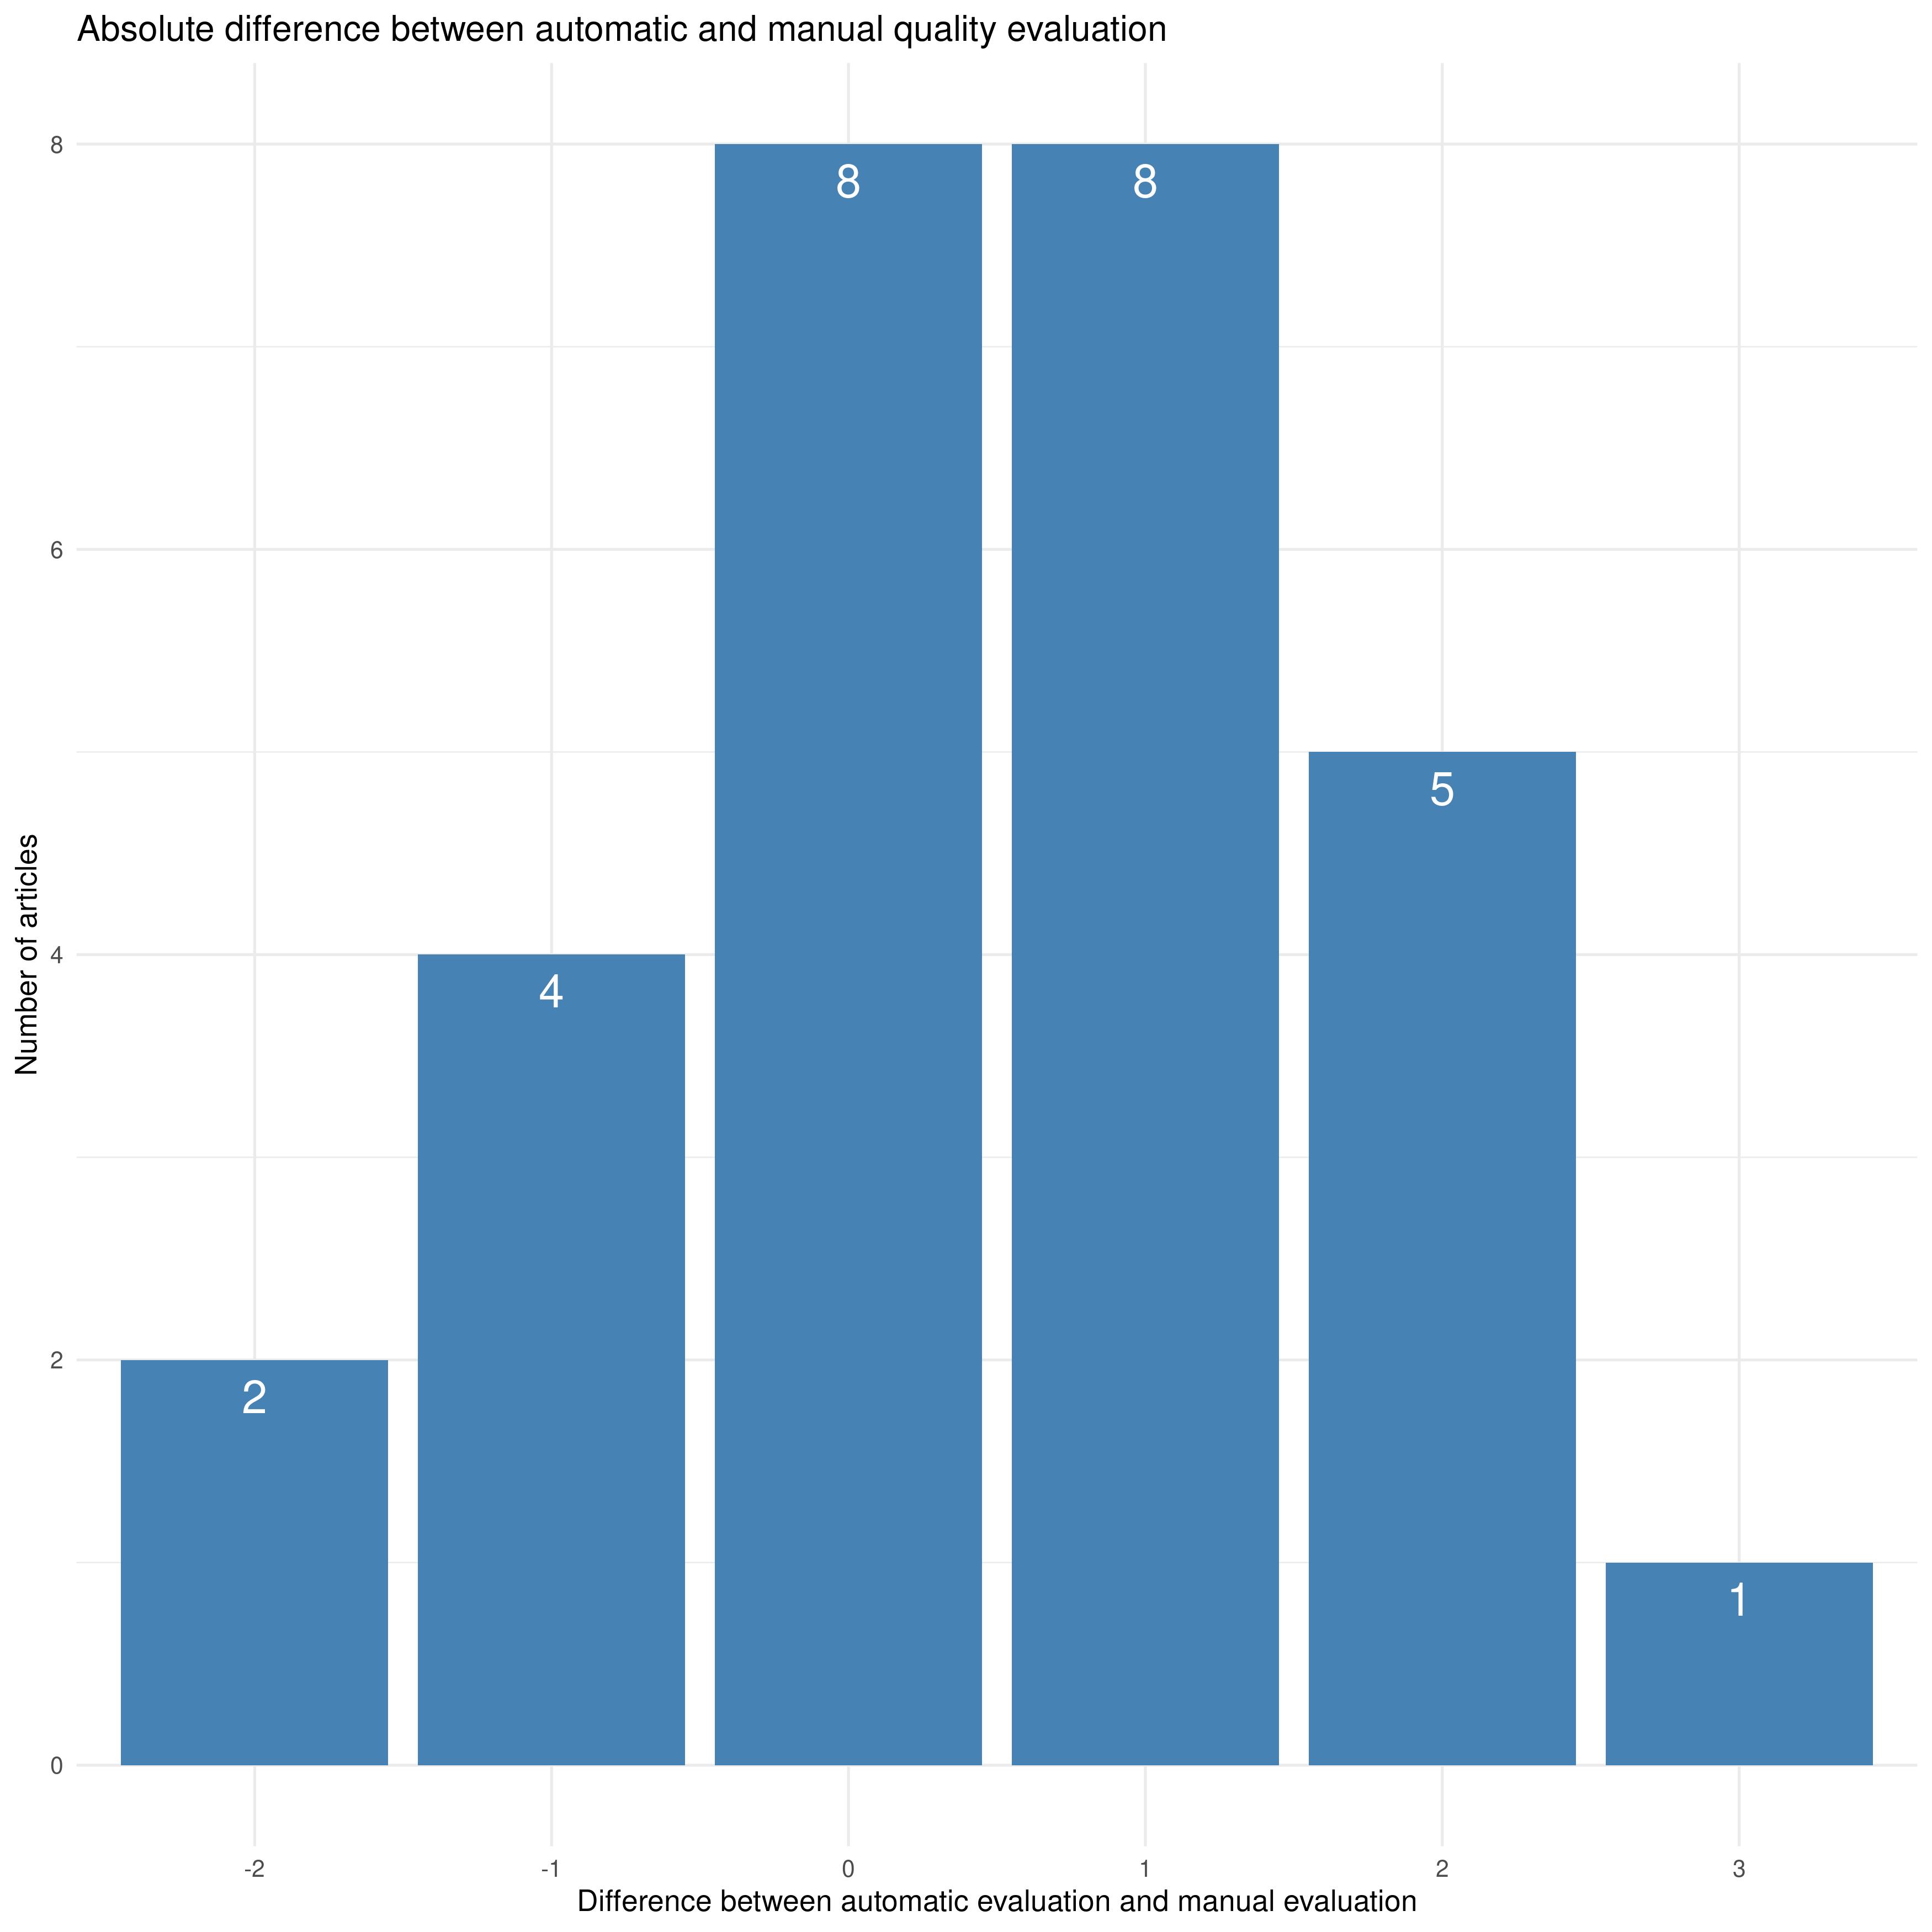 Absolute difference between automatic and manual quality evaluation
8
6
4
2
0
Number of articles
2
4
8
8
5
1
-2 -1 0 1 2 3
Difference between automatic evaluation and manual evaluation